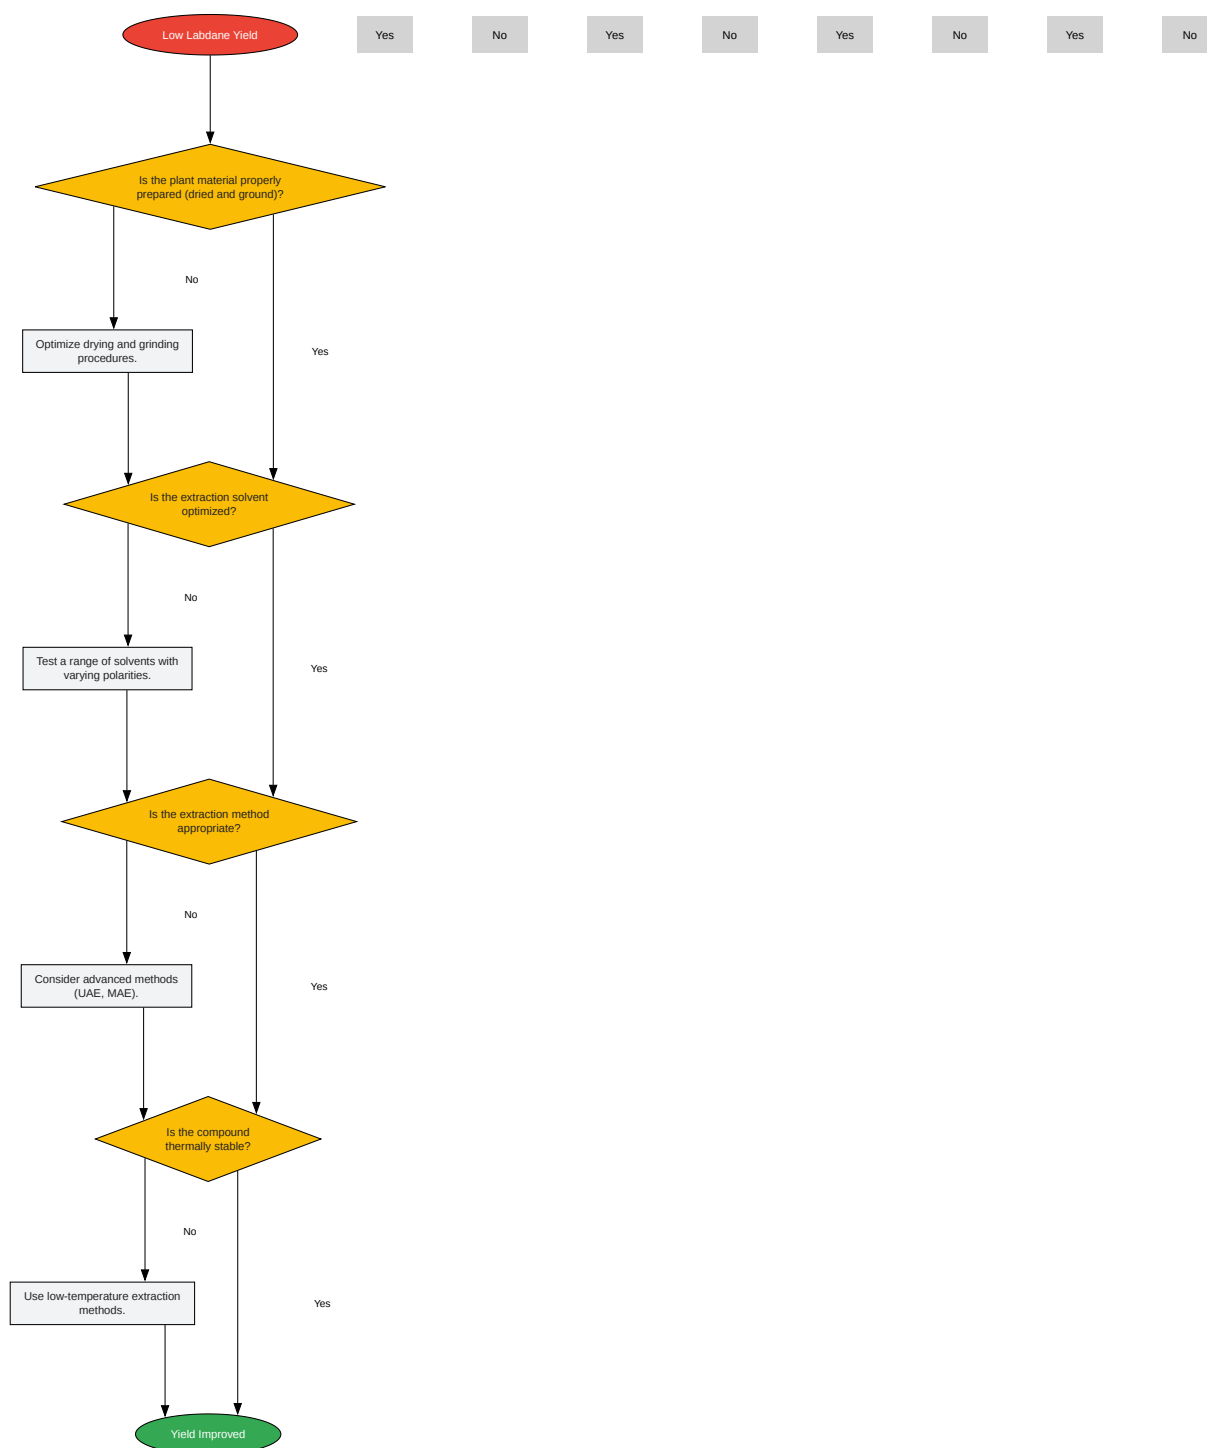 Low Labdane Yield
Yes
No
Yes
No
Yes
No
Yes
No
Is the plant material properly
prepared (dried and ground)?
No
Optimize drying and grinding
procedures.
Yes
Is the extraction solvent
optimized?
No
Test a range of solvents with
varying polarities.
Yes
Is the extraction method
appropriate?
No
Consider advanced methods
(UAE, MAE).
Yes
Is the compound
thermally stable?
No
Use low-temperature extraction
methods.
Yes
Yield Improved